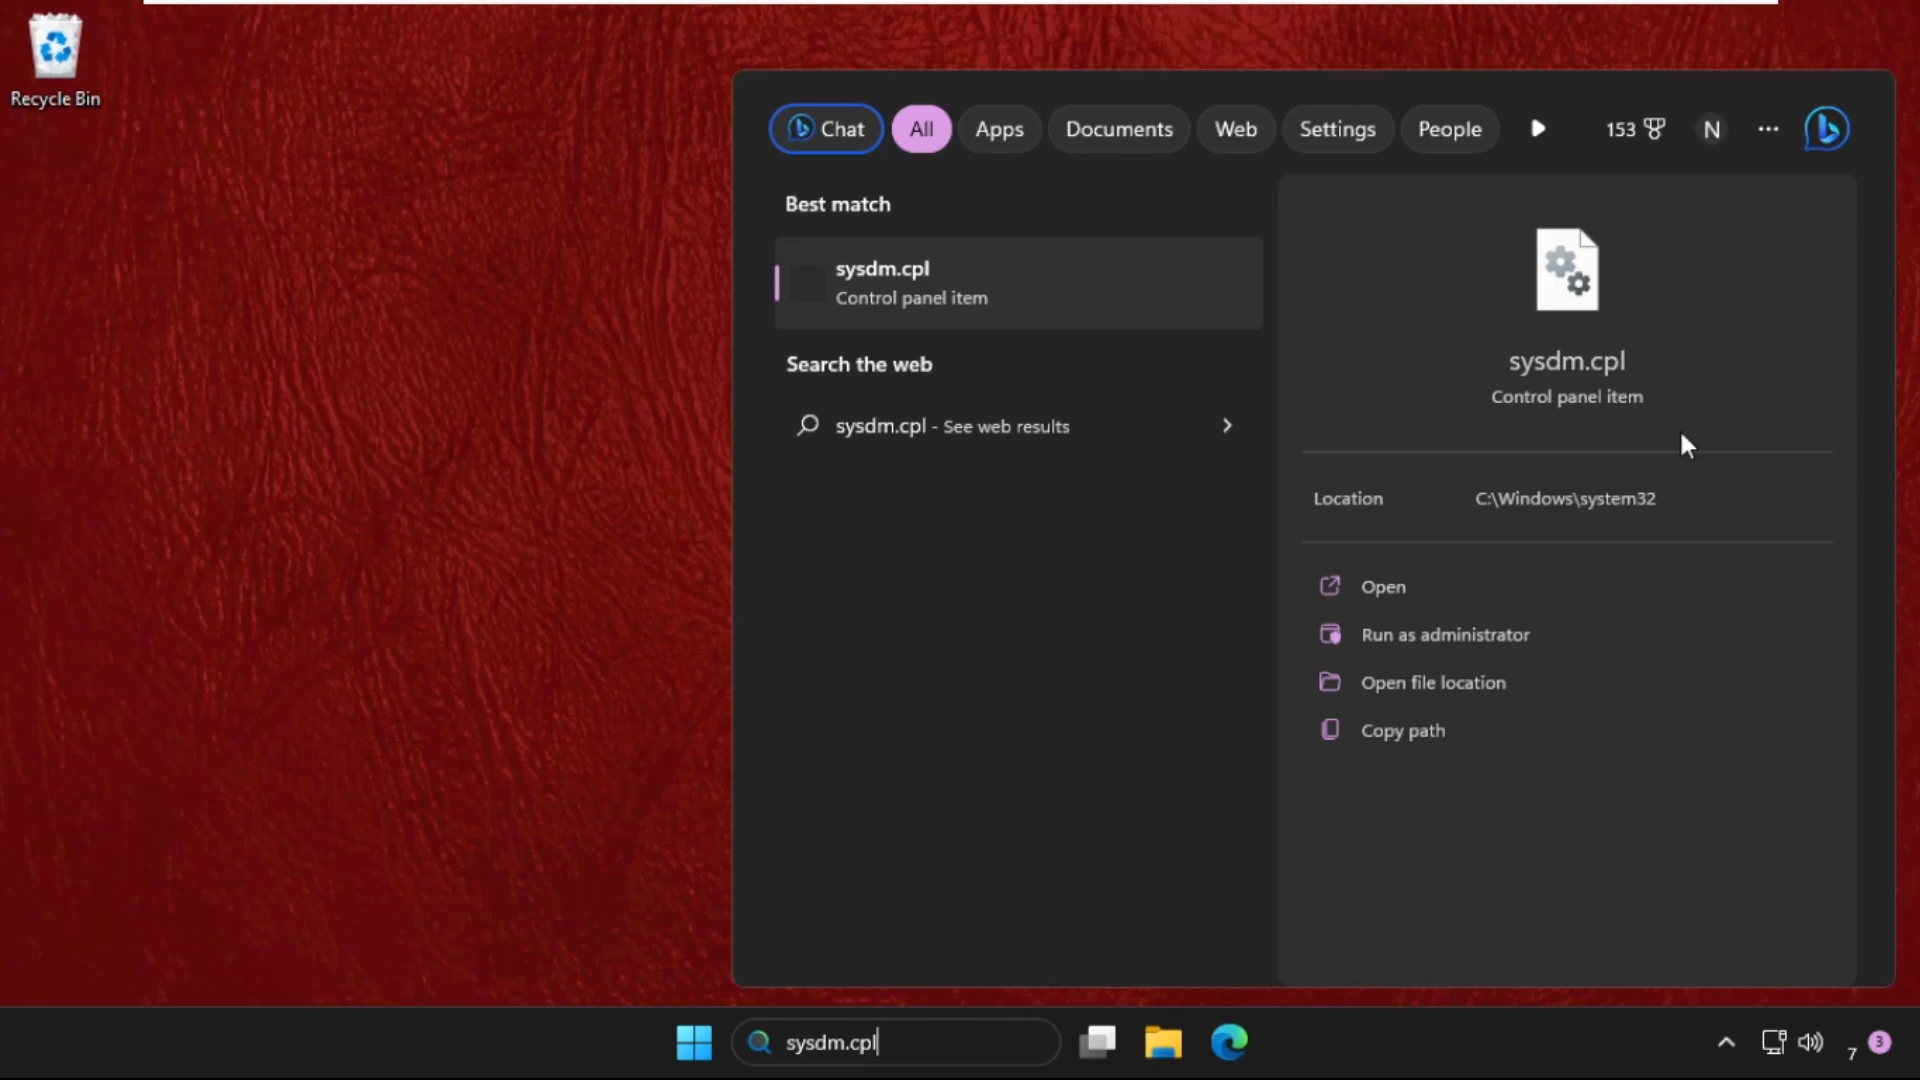 Recycle Bin
Chat
All
Apps
Documents
Web
Settings
People
153
N
Best match
sysdm.cpl
Control panel item
Search the web
sysdm.cpl - See web results
sysdm.cpl
Control panel item
Location C:\Windows\system32
Open
Run as administrator
Open file location
Copy path
sysdm.cpl
7
3